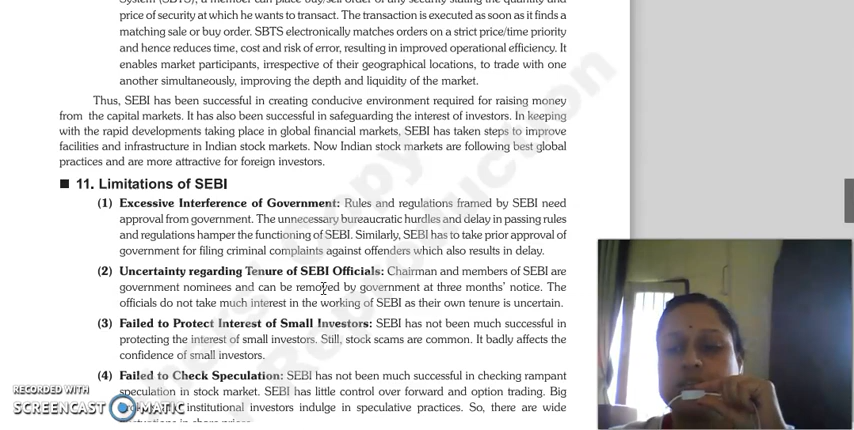 System (SBTS), a member can place buy/sell order of any security stating the quantity and
price of security at which he wants to transact. The transaction is executed as soon as it finds a
matching sale or buy order. SBTS electronically matches orders on a strict price/time priority
and hence reduces time, cost and risk of error, resulting in improved operational efficiency. It
enables market participants, irrespective of their geographical locations, to trade with one
another simultaneously, improving the depth and liquidity of the market.
Thus, SEBI has been successful in creating conducive environment required for raising money
from the capital markets. It has also been successful in safeguarding the interest of investors. In keeping
with the rapid developments taking place in global financial markets, SEBI has taken steps to improve
facilities and infrastructure in Indian stock markets. Now Indian stock markets are following best global
practices and are more attractive for foreign investors.
■ 11. Limitations of SEBI
(1) Excessive Interference of Government: Rules and regulations framed by SEBI need
approval from government. The unnecessary bureaucratic hurdles and delay in passing rules
and regulations hamper the functioning of SEBI. Similarly, SEBI has to take prior approval of
government for filing criminal complaints against offenders which also results in delay.
(2) Uncertainty regarding Tenure of SEBI Officials: Chairman and members of SEBI are
government nominees and can be removed by government at three months' notice. The
officials do not take much interest in the working of SEBI as their own tenure is uncertain.
(3) Failed to Protect Interest of Small Investors: SEBI has not been much successful in
protecting the interest of small investors. Still, stock scams are common. It badly affects the
confidence of small investors.
(4) Failed to Check Speculation: SEBI has not been much successful in checking rampant
speculation in stock market. SEBI has little control over forward and option trading. Big
institutional investors indulge in speculative practices. So, there are wide
RECORDED WITH
SCREENCAST MATIC